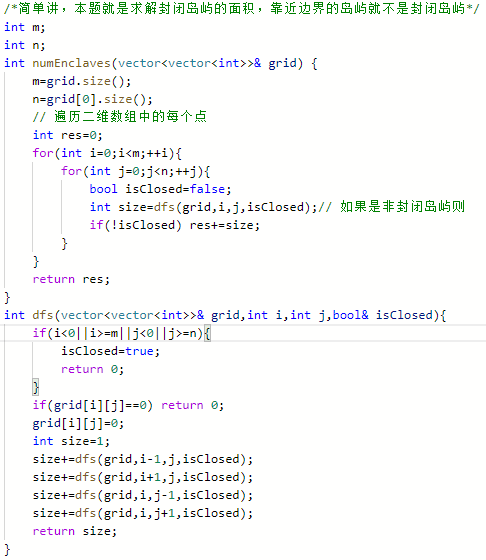 /*简单讲，本题就是求解封闭岛屿的面积，靠近边界的岛屿就不是封闭岛屿*/
int m;
int n;
int numEnclaves(vector<vector<int>>& grid) {
    m=grid.size();
    n=grid[0].size();
    // 遍历二维数组中的每个点
    int res=0;
    for(int i=0;i<m;++i){
        for(int j=0;j<n;++j){
            bool isClosed=false;
            int size=dfs(grid,i,j,isClosed);// 如果是非封闭岛屿则
            if(!isClosed) res+=size;
        }
    }
    return res;
}
int dfs(vector<vector<int>>& grid,int i,int j,bool& isClosed){
    if(i<0||i>=m||j<0||j>=n){
        isClosed=true;
        return 0;
    }
    if(grid[i][j]==0) return 0;
    grid[i][j]=0;
    int size=1;
    size+=dfs(grid,i-1,j,isClosed);
    size+=dfs(grid,i+1,j,isClosed);
    size+=dfs(grid,i,j-1,isClosed);
    size+=dfs(grid,i,j+1,isClosed);
    return size;
}